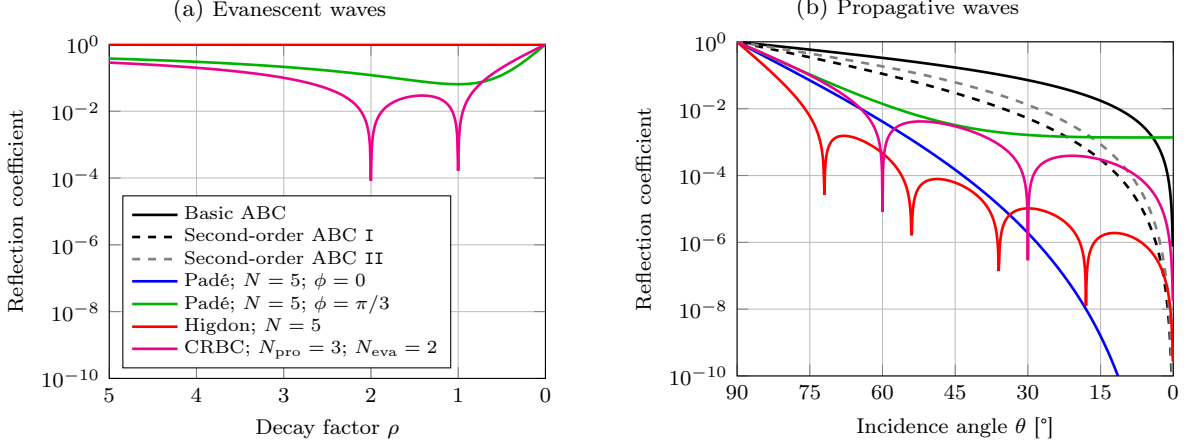 (a) Evanescent waves
10^0
10^−2
10^−4
10^−6
10^−8
10^−10
Reflection coefficient
Basic ABC
Second-order ABC I
Second-order ABC II
Padé; N = 5; ϕ = 0
Padé; N = 5; ϕ = π/3
Higdon; N = 5
CRBC; N_pro = 3; N_eva = 2
5 4 3 2 1 0
Decay factor ρ
(b) Propagative waves
10^0
10^−2
10^−4
10^−6
10^−8
10^−10
Reflection coefficient
90 75 60 45 30 15 0
Incidence angle θ [°]